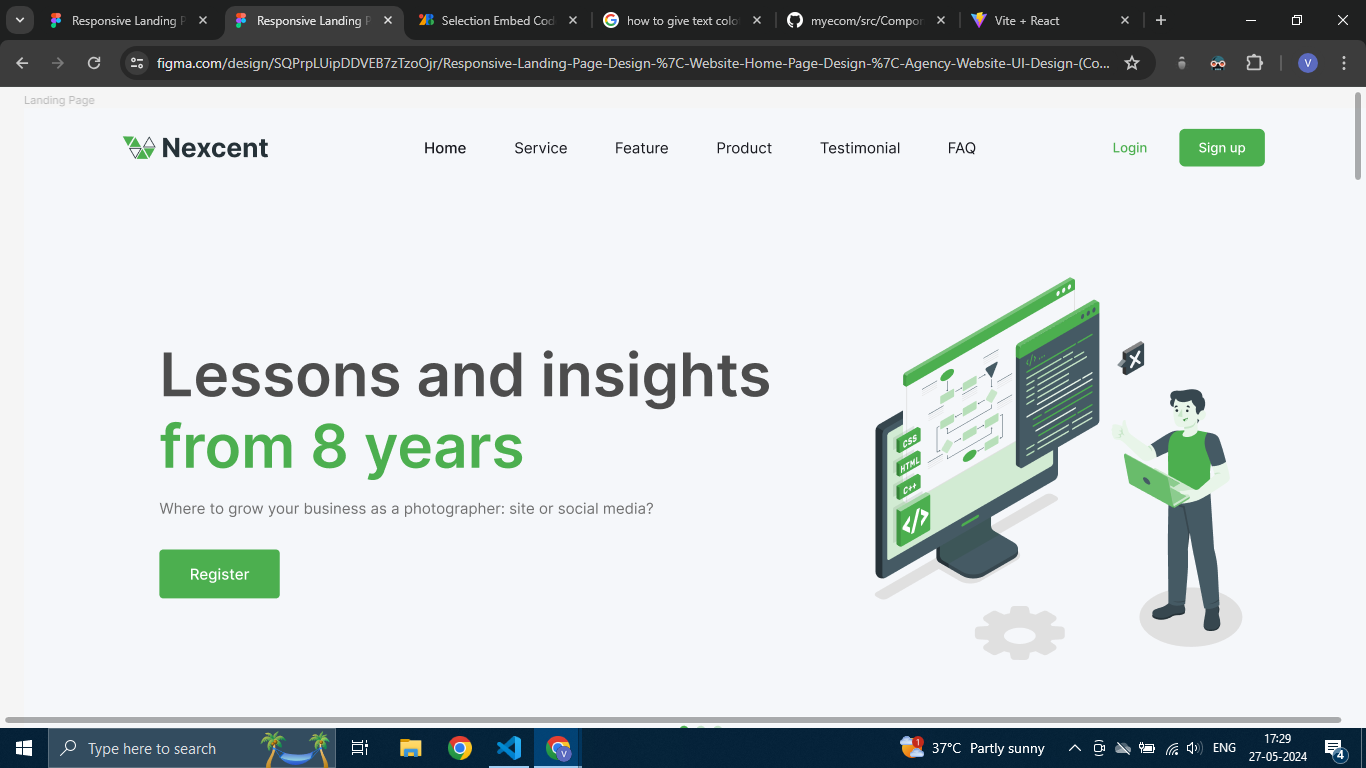 Responsive Landing P
Responsive Landing P
Selection Embed Cod
how to give text colo
myecom/src/Compon
Vite + React
figma.com/design/SQPrpLUipDDVEB7zTzoOjr/Responsive-Landing-Page-Design-%7C-Website-Home-Page-Design-%7C-Agency-Website-UI-Design-(Co...
V
Landing Page
Nexcent
Home
Service
Feature
Product
Testimonial
FAQ
Login
Sign up
Lessons and insights
from 8 years
Where to grow your business as a photographer: site or social media?
Register
</> ...
X
CSS
HTML
C++
</>
Type here to search
V
1
37°C Partly sunny
ENG
17:29
27-05-2024
4